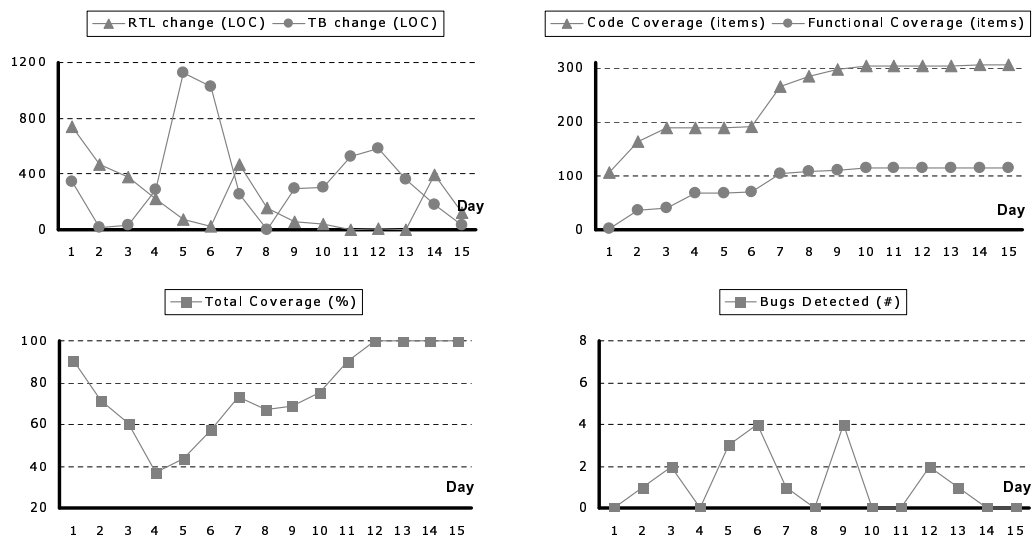 RTL change (LOC) TB change (LOC)
1200
800
400
0
Day
1 2 3 4 5 6 7 8 9 10 11 12 13 14 15
Code Coverage (items) Functional Coverage (items)
300
200
100
0
Day
1 2 3 4 5 6 7 8 9 10 11 12 13 14 15
Total Coverage (%)
100
80
60
40
20
Day
1 2 3 4 5 6 7 8 9 10 11 12 13 14 15
Bugs Detected (#)
8
6
4
2
0
Day
1 2 3 4 5 6 7 8 9 10 11 12 13 14 15